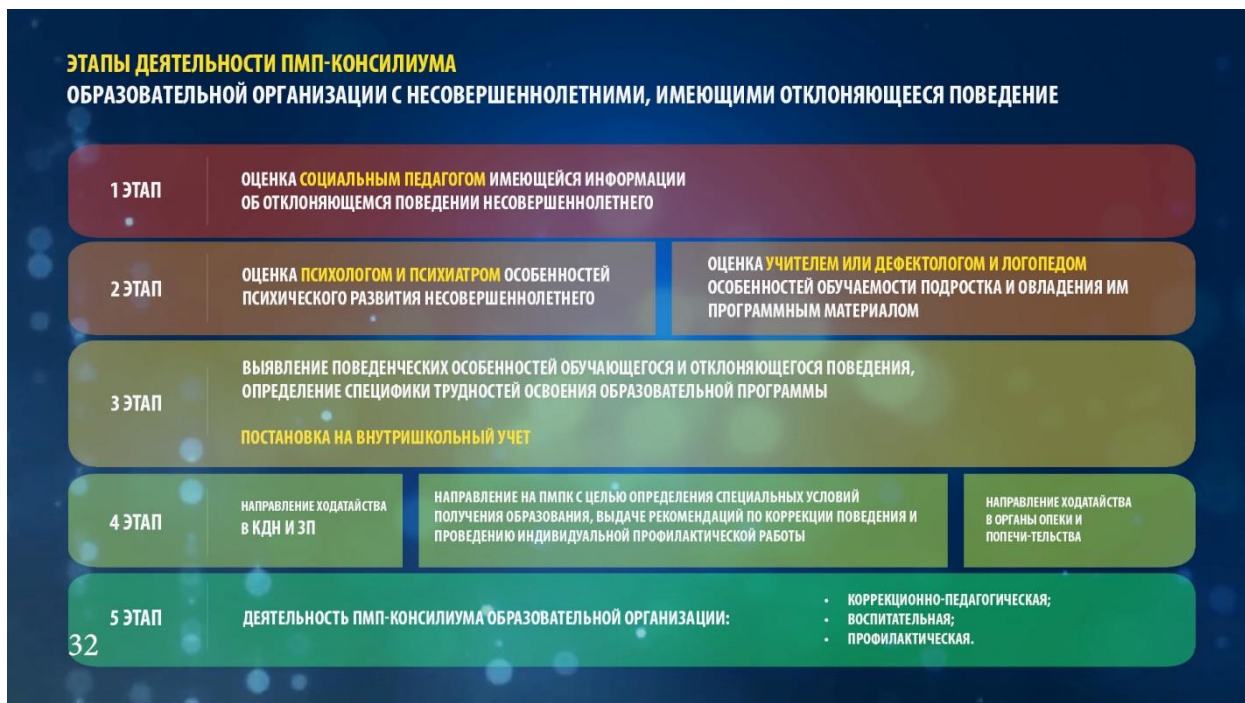 ЭТАПЫ ДЕЯТЕЛЬНОСТИ ПМП-КОНСИЛИУМА
ОБРАЗОВАТЕЛЬНОЙ ОРГАНИЗАЦИИ С НЕСОВЕРШЕННОЛЕТНИМИ, ИМЕЮЩИМИ ОТКЛОНЯЮЩЕЕСЯ ПОВЕДЕНИЕ
1 ЭТАП
ОЦЕНКА СОЦИАЛЬНЫМ ПЕДАГОГОМ ИМЕЮЩЕЙСЯ ИНФОРМАЦИИ
ОБ ОТКЛОНЯЮЩЕМСЯ ПОВЕДЕНИИ НЕСОВЕРШЕННОЛЕТНЕГО
2 ЭТАП
ОЦЕНКА ПСИХОЛОГОМ И ПСИХИАТРОМ ОСОБЕННОСТЕЙ
ПСИХИЧЕСКОГО РАЗВИТИЯ НЕСОВЕРШЕННОЛЕТНЕГО
ОЦЕНКА УЧИТЕЛЕМ ИЛИ ДЕФЕКТОЛОГОМ И ЛОГОПЕДОМ
ОСОБЕННОСТЕЙ ОБУЧАЕМОСТИ ПОДРОСТКА И ОВЛАДЕНИЯ ИМ
ПРОГРАММНЫМ МАТЕРИАЛОМ
3 ЭТАП
ВЫЯВЛЕНИЕ ПОВЕДЕНЧЕСКИХ ОСОБЕННОСТЕЙ ОБУЧАЮЩЕГОСЯ И ОТКЛОНЯЮЩЕГОСЯ ПОВЕДЕНИЯ,
ОПРЕДЕЛЕНИЕ СПЕЦИФИКИ ТРУДНОСТЕЙ ОСВОЕНИЯ ОБРАЗОВАТЕЛЬНОЙ ПРОГРАММЫ
ПОСТАНОВКА НА ВНУТРИШКОЛЬНЫЙ УЧЕТ
4 ЭТАП
НАПРАВЛЕНИЕ ХОДАТАЙСТВА
В КДН И ЗП
НАПРАВЛЕНИЕ НА ПМПК С ЦЕЛЬЮ ОПРЕДЕЛЕНИЯ СПЕЦИАЛЬНЫХ УСЛОВИЙ
ПОЛУЧЕНИЯ ОБРАЗОВАНИЯ, ВЫДАЧЕ РЕКОМЕНДАЦИЙ ПО КОРРЕКЦИИ ПОВЕДЕНИЯ И
ПРОВЕДЕНИЮ ИНДИВИДУАЛЬНОЙ ПРОФИЛАКТИЧЕСКОЙ РАБОТЫ
НАПРАВЛЕНИЕ ХОДАТАЙСТВА
В ОРГАНЫ ОПЕКИ И
ПОПЕЧИ-ТЕЛЬСТВА
5 ЭТАП
ДЕЯТЕЛЬНОСТЬ ПМП-КОНСИЛИУМА ОБРАЗОВАТЕЛЬНОЙ ОРГАНИЗАЦИИ:
• КОРРЕКЦИОННО-ПЕДАГОГИЧЕСКАЯ;
• ВОСПИТАТЕЛЬНАЯ;
• ПРОФИЛАКТИЧЕСКАЯ.
32